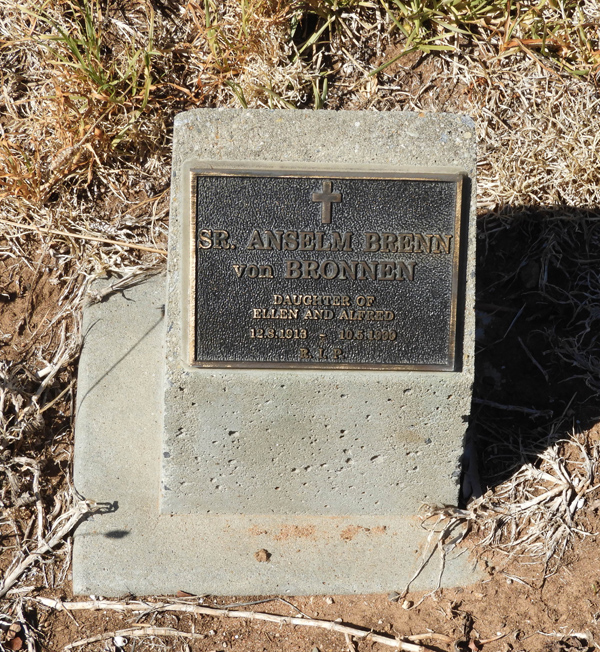 SR. ANSELM BRENN
von BRONNEN
DAUGHTER OF
ELLEN AND ALFRED
R. I. P.